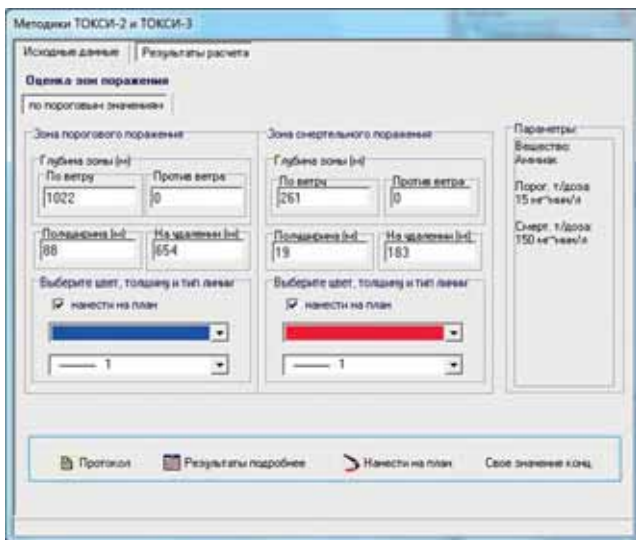 Методики ТОКСИ-2 и ТОКСИ-3
Исходные данные
Результаты расчета
Оценка зон поражения
по пороговым значениям
Зона порогового поражения
Глубина зоны (м)
По ветру
Против ветра
1022
0
Полуширина (м)
На удалении (м)
88
654
Выберите цвет, толщину и тип линии
нанести на план
1
Зона смертельного поражения
Глубина зоны (м)
По ветру
Против ветра
261
0
Полуширина (м)
На удалении (м)
19
183
Выберите цвет, толщину и тип линии
нанести на план
1
Параметры:
Вещество:
Аммиак
Порог. т/доза:
15 мг*мин/л
Смерт. т/доза:
150 мг*мин/л
Протокол
Результаты подробнее
Нанести на план
Свое значение конц.